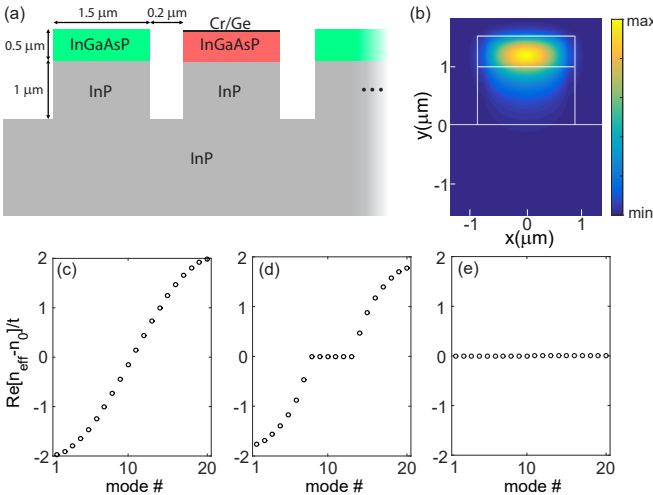 (a)
1.5 μm
0.2 μm
Cr/Ge
0.5 μm
InGaAsP
InGaAsP
1 μm
InP
InP
InP
(b)
max
min
y(μm)
1
0
-1
-1
0
1
x(μm)
(c)
Re[n_eff-n_0]/t
2
1
0
-1
-2
1
10
20
mode #
(d)
2
1
0
-1
-2
1
10
20
mode #
(e)
2
1
0
-1
-2
1
10
20
mode #